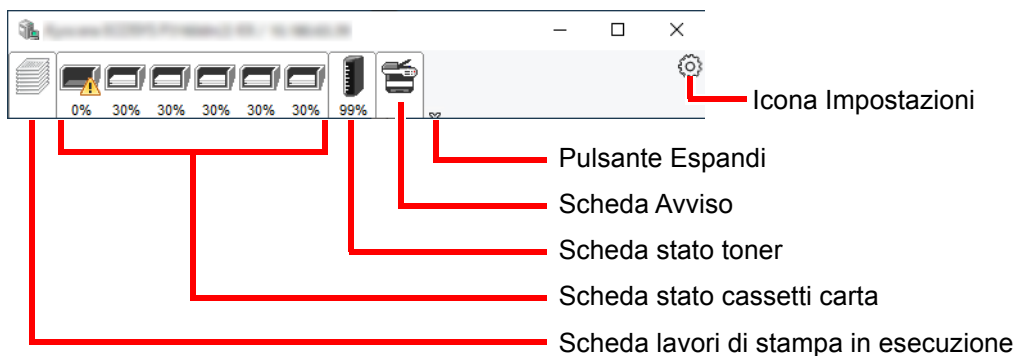 0% 30% 30% 30% 30% 30% 99%
Icona Impostazioni
Pulsante Espandi
Scheda Avviso
Scheda stato toner
Scheda stato cassetti carta
Scheda lavori di stampa in esecuzione